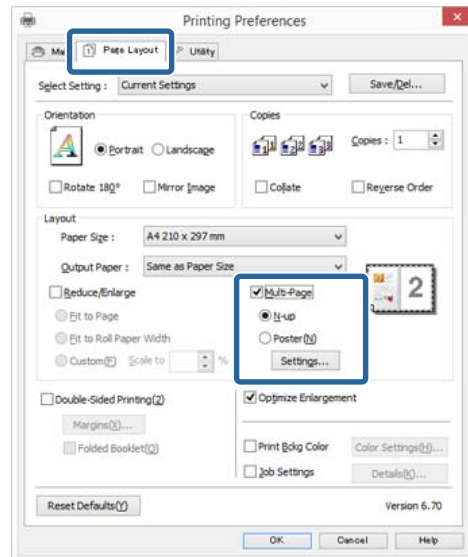 Printing Preferences
Ma Page Layout Utility
Select Setting : Current Settings Save/Del...
Orientation Copies
Portrait Landscape Copies : 1
Rotate 180° Mirror Image Collate Reverse Order
Layout
Paper Size : A4 210 x 297 mm
Output Paper : Same as Paper Size
Reduce/Enlarge Multi-Page 2
Fit to Page N-up
Fit to Roll Paper Width Poster(N)
Custom(F) Scale to % Settings...
Double-Sided Printing(2) Optimize Enlargement
Margins(X)...
Folded Booklet(Q) Print Bckg Color Color Settings(H)...
Job Settings Details(K)...
Reset Defaults(Y) Version 6.70
OK Cancel Help